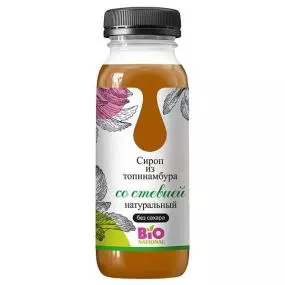 Сироп
из
топинамбура
со стевией
натуральный
без сахара
BiO
NATIONAL